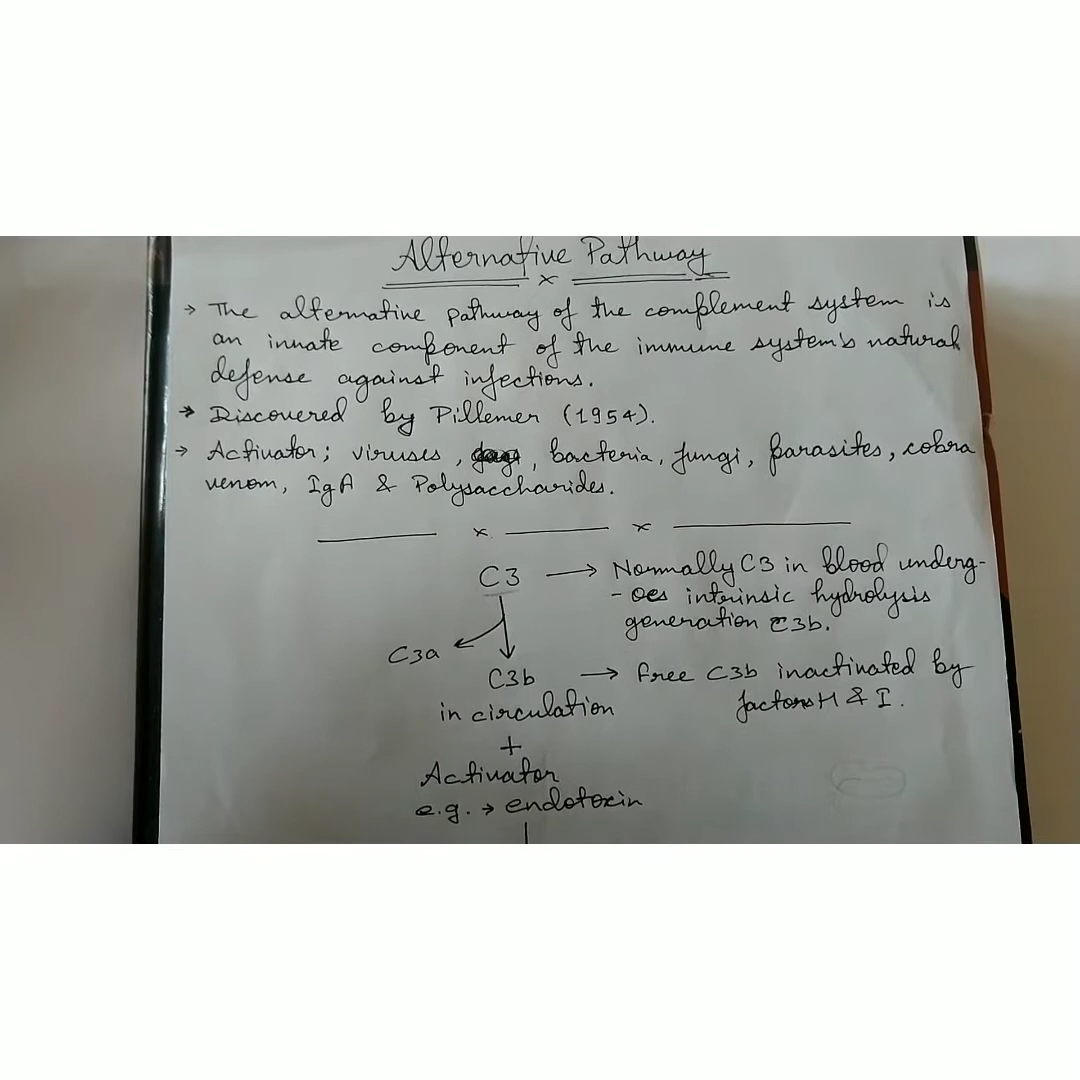 Alternative Pathway
x
→ The alternative pathway of the complement system is
an innate component of the immune system's natural
defense against infections.
→ Discovered by Pillemer (1954).
→ Activator; viruses, , bacteria, fungi, parasites, cobra
venom, IgA & Polysaccharides.
x x
C3 → Normally C3 in blood underg-
- oes intrinsic hydrolysis
generation C3b.
C3a
C3b → free C3b inactivated by
in circulation factors H & I.
+
Activator
e.g. → endotoxin